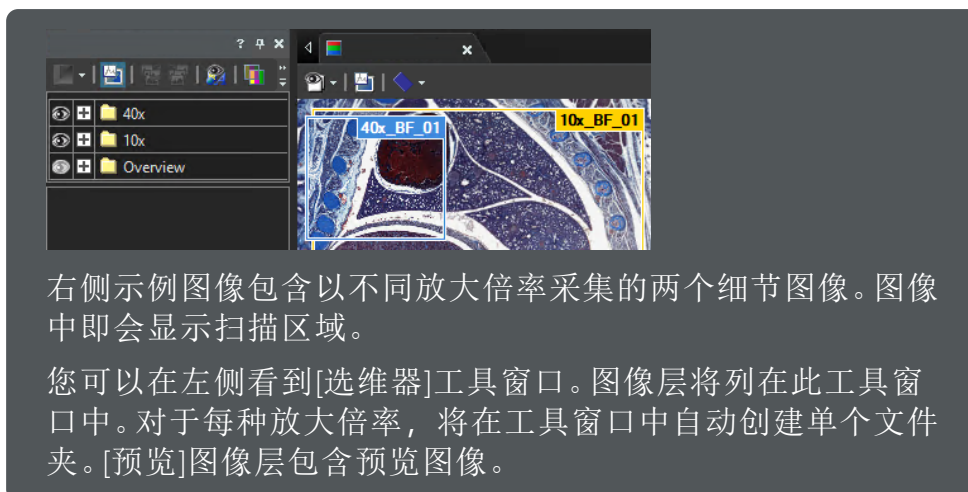 40x
10x
Overview
40x_BF_01
10x_BF_01
右侧示例图像包含以不同放大倍率采集的两个细节图像。图像
中即会显示扫描区域。
您可以在左侧看到[选维器]工具窗口。图像层将列在此工具窗
口中。对于每种放大倍率，将在工具窗口中自动创建单个文件
夹。[预览]图像层包含预览图像。